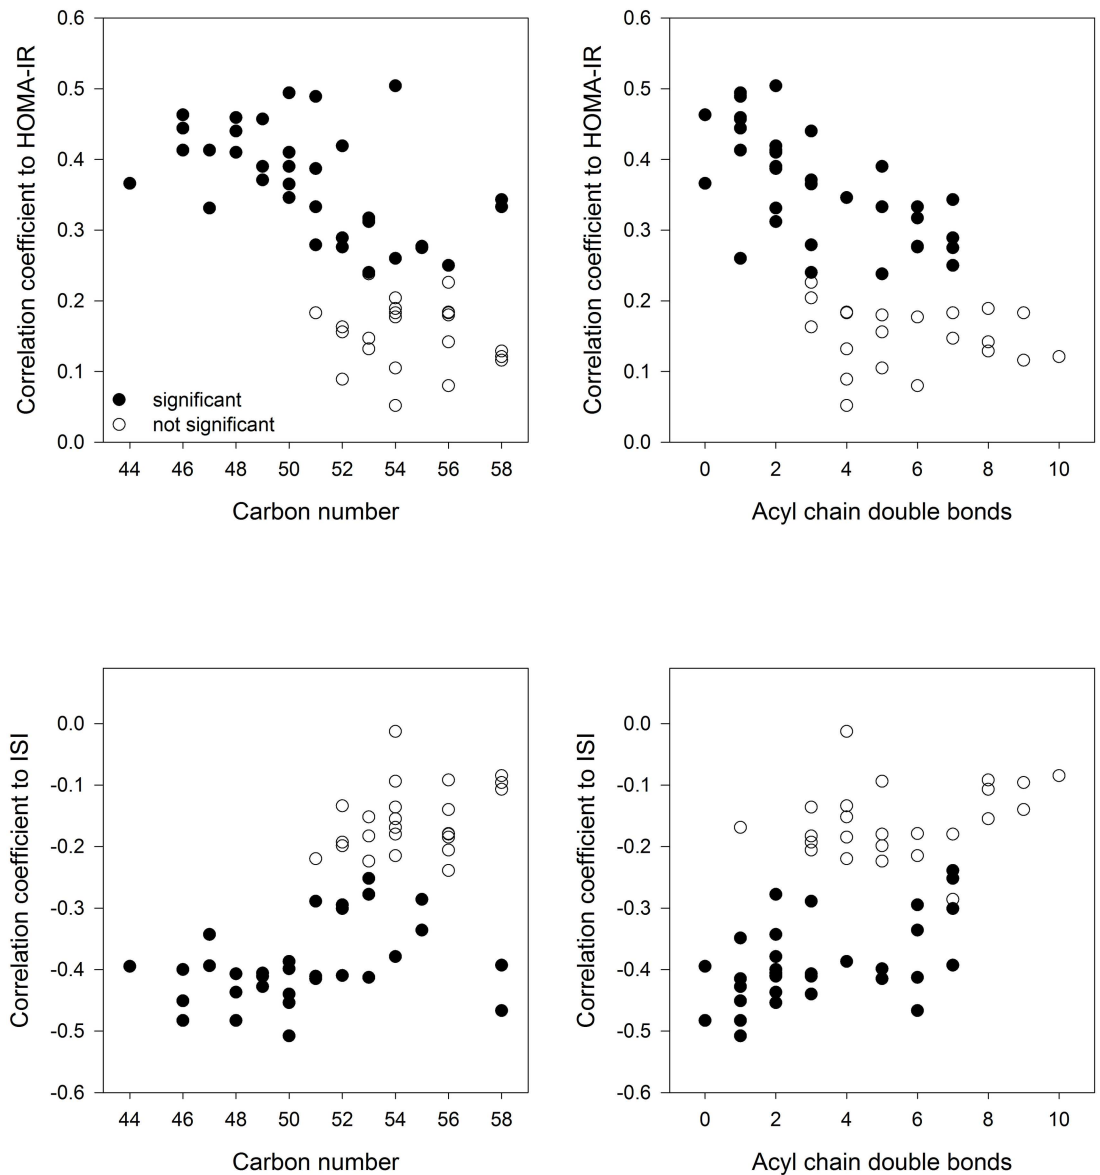 Correlation coefficient to HOMA-IR
0.6
0.5
0.4
0.3
0.2
0.1
0.0
significant
not significant
44 46 48 50 52 54 56 58
Carbon number
Correlation coefficient to HOMA-IR
0.6
0.5
0.4
0.3
0.2
0.1
0.0
0 2 4 6 8 10
Acyl chain double bonds
Correlation coefficient to ISI
0.0
-0.1
-0.2
-0.3
-0.4
-0.5
-0.6
44 46 48 50 52 54 56 58
Carbon number
Correlation coefficient to ISI
0.0
-0.1
-0.2
-0.3
-0.4
-0.5
-0.6
0 2 4 6 8 10
Acyl chain double bonds